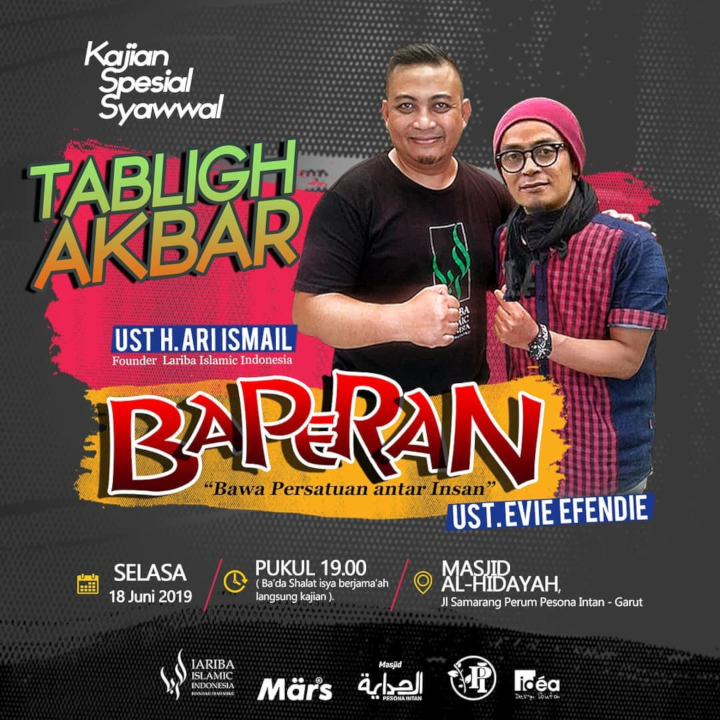 Kajian
Spesial
Syawwal
TABLIGH
AKBAR
UST H. ARI ISMAIL
Founder Lariba Islamic Indonesia
BAPERAN
“Bawa Persatuan antar Insan”
UST. EVIE EFENDIE
SELASA
18 Juni 2019
PUKUL 19.00
( Ba'da Shalat isya berjama'ah
langsung kajian ).
MASJID
AL-HIDAYAH,
Jl Samarang Perum Pesona Intan - Garut
LARIBA
ISLAMIC
INDONESIA
Märs
Masjid
الهداية
PESONA INTAN
idéa